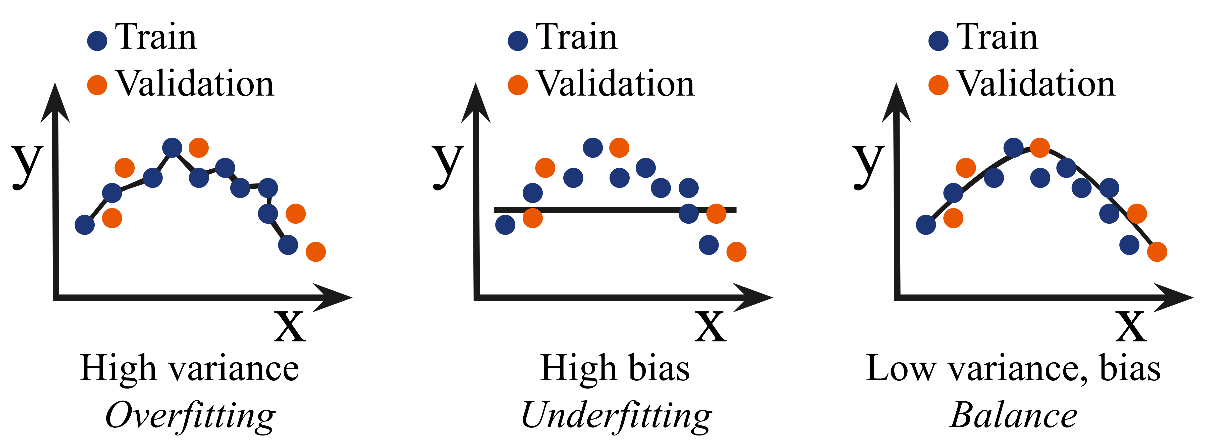 Train
Validation
y
x
High variance
Overfitting
Train
Validation
y
x
High bias
Underfitting
Train
Validation
y
x
Low variance, bias
Balance